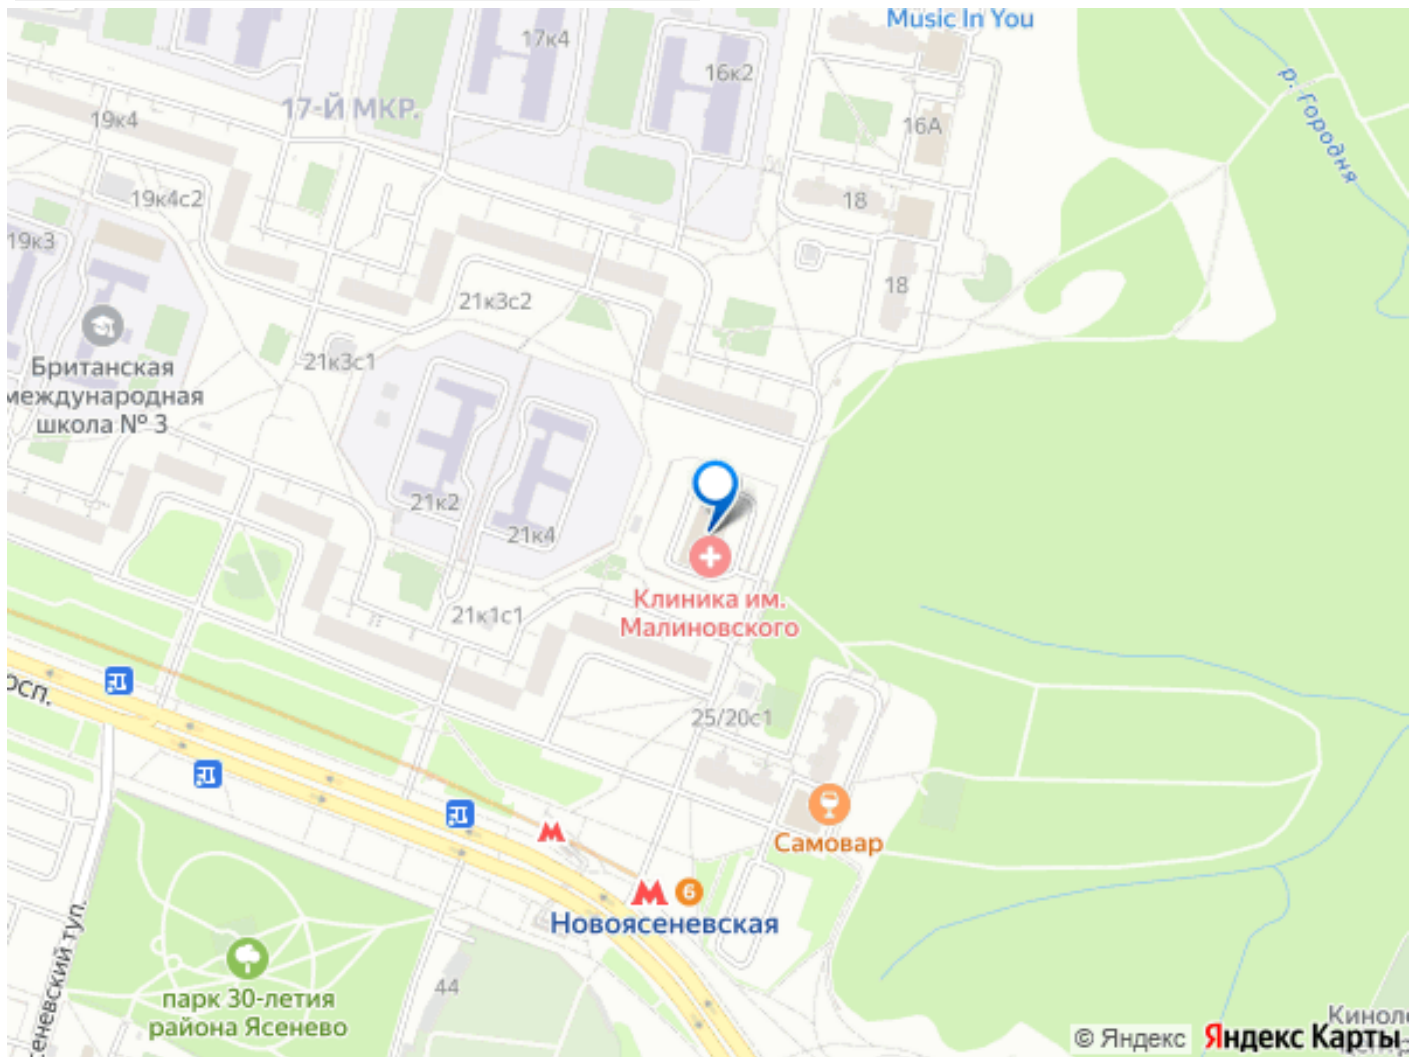 Music In You
17к4
16к2
р. Городня
17-Й МКР.
19к4
16А
19к4с2
18
19к3
18
21к3с2
21к3с1
Британская
международная
школа № 3
21к2
21к4
Клиника им.
Малиновского
21к1с1
25/20с1
Самовар
М
М 6
Новоясеневская
44
парк 30-летия
района Ясенево
© Яндекс Яндекс Карты